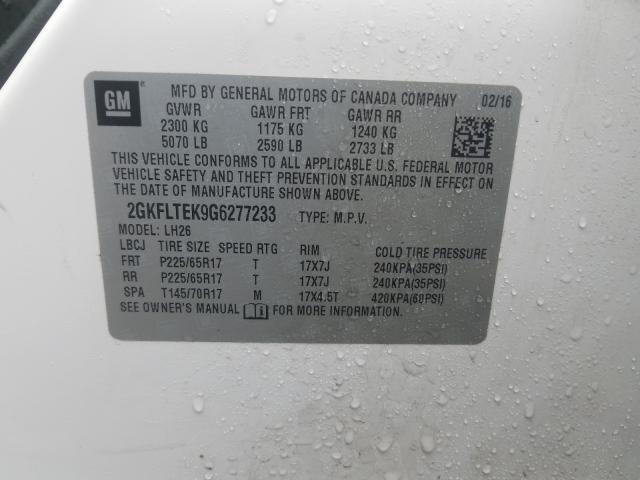 GM
MFD BY GENERAL MOTORS OF CANADA COMPANY 02/16
GVWR GAWR FRT GAWR RR
2300 KG 1175 KG 1240 KG
5070 LB 2590 LB 2733 LB
THIS VEHICLE CONFORMS TO ALL APPLICABLE U.S. FEDERAL MOTOR
VEHICLE SAFETY AND THEFT PREVENTION STANDARDS IN EFFECT ON
THE DATE OF MANUFACTURE SHOWN ABOVE.
2GKFLTEK9G6277233 TYPE: M.P.V.
MODEL: LH26
LBCJ TIRE SIZE SPEED RTG RIM COLD TIRE PRESSURE
FRT P225/65R17 T 17X7J 240KPA(35PSI)
RR P225/65R17 T 17X7J 240KPA(35PSI)
SPA T145/70R17 M 17X4.5T 420KPA(60PSI)
SEE OWNER'S MANUAL FOR MORE INFORMATION.